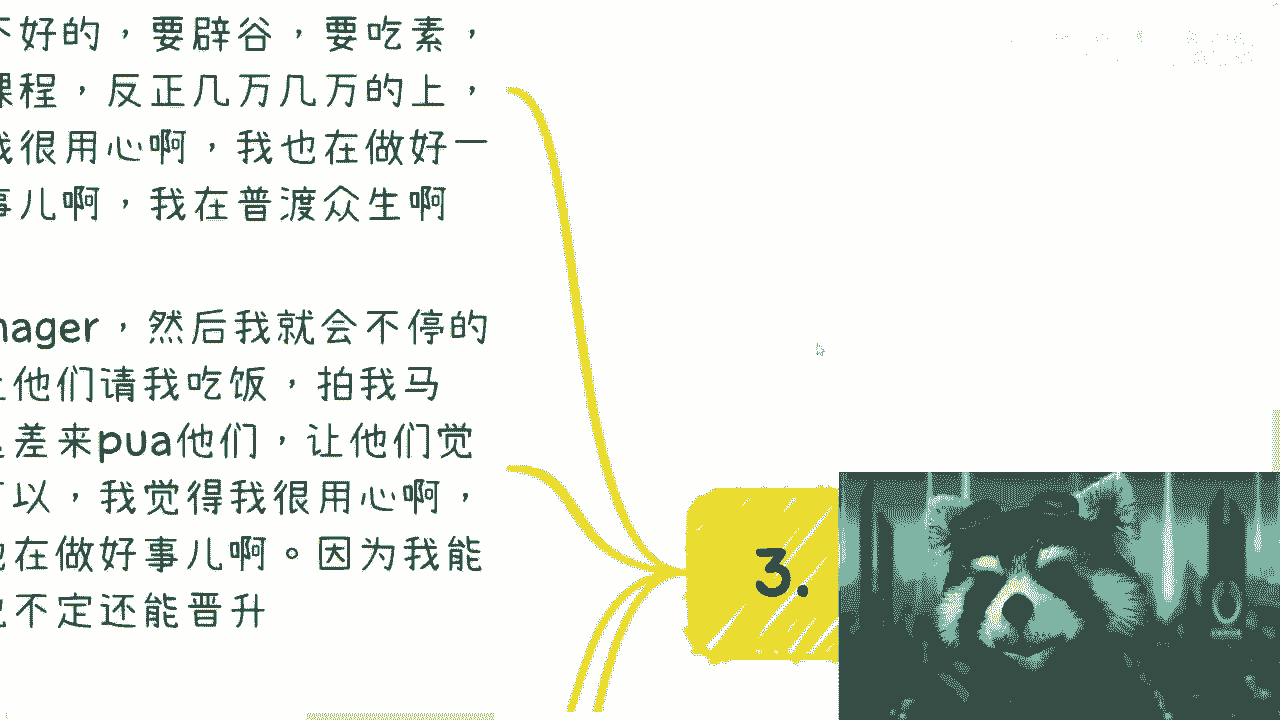 不好的，要辟谷，要吃素，
课程，反正几万几万的上，
我很用心啊，我也在做好一
事儿啊，我在普渡众生啊
nager，然后我就会不停的
让他们请我吃饭，拍我马
差来pua他们，让他们觉
可以，我觉得我很用心啊，
也在做好事儿啊。因为我能
也不定还能晋升
3.